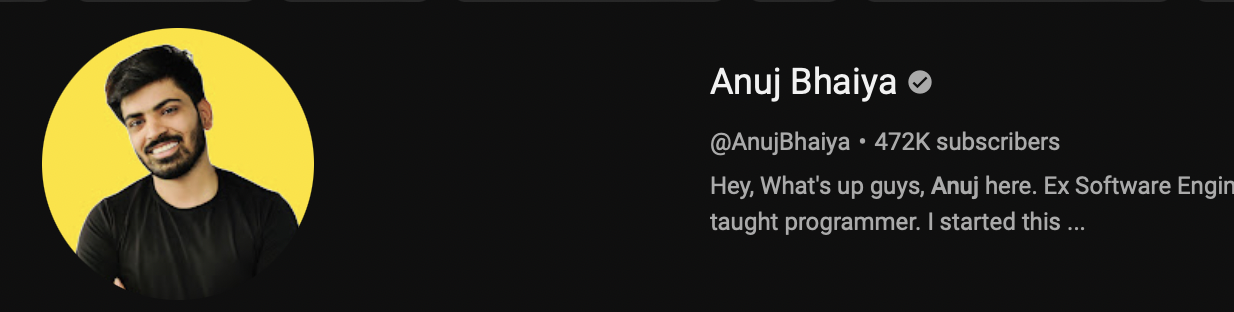 Anuj Bhaiya
@AnujBhaiya • 472K subscribers
Hey, What's up guys, Anuj here. Ex Software Engin
taught programmer. I started this ...